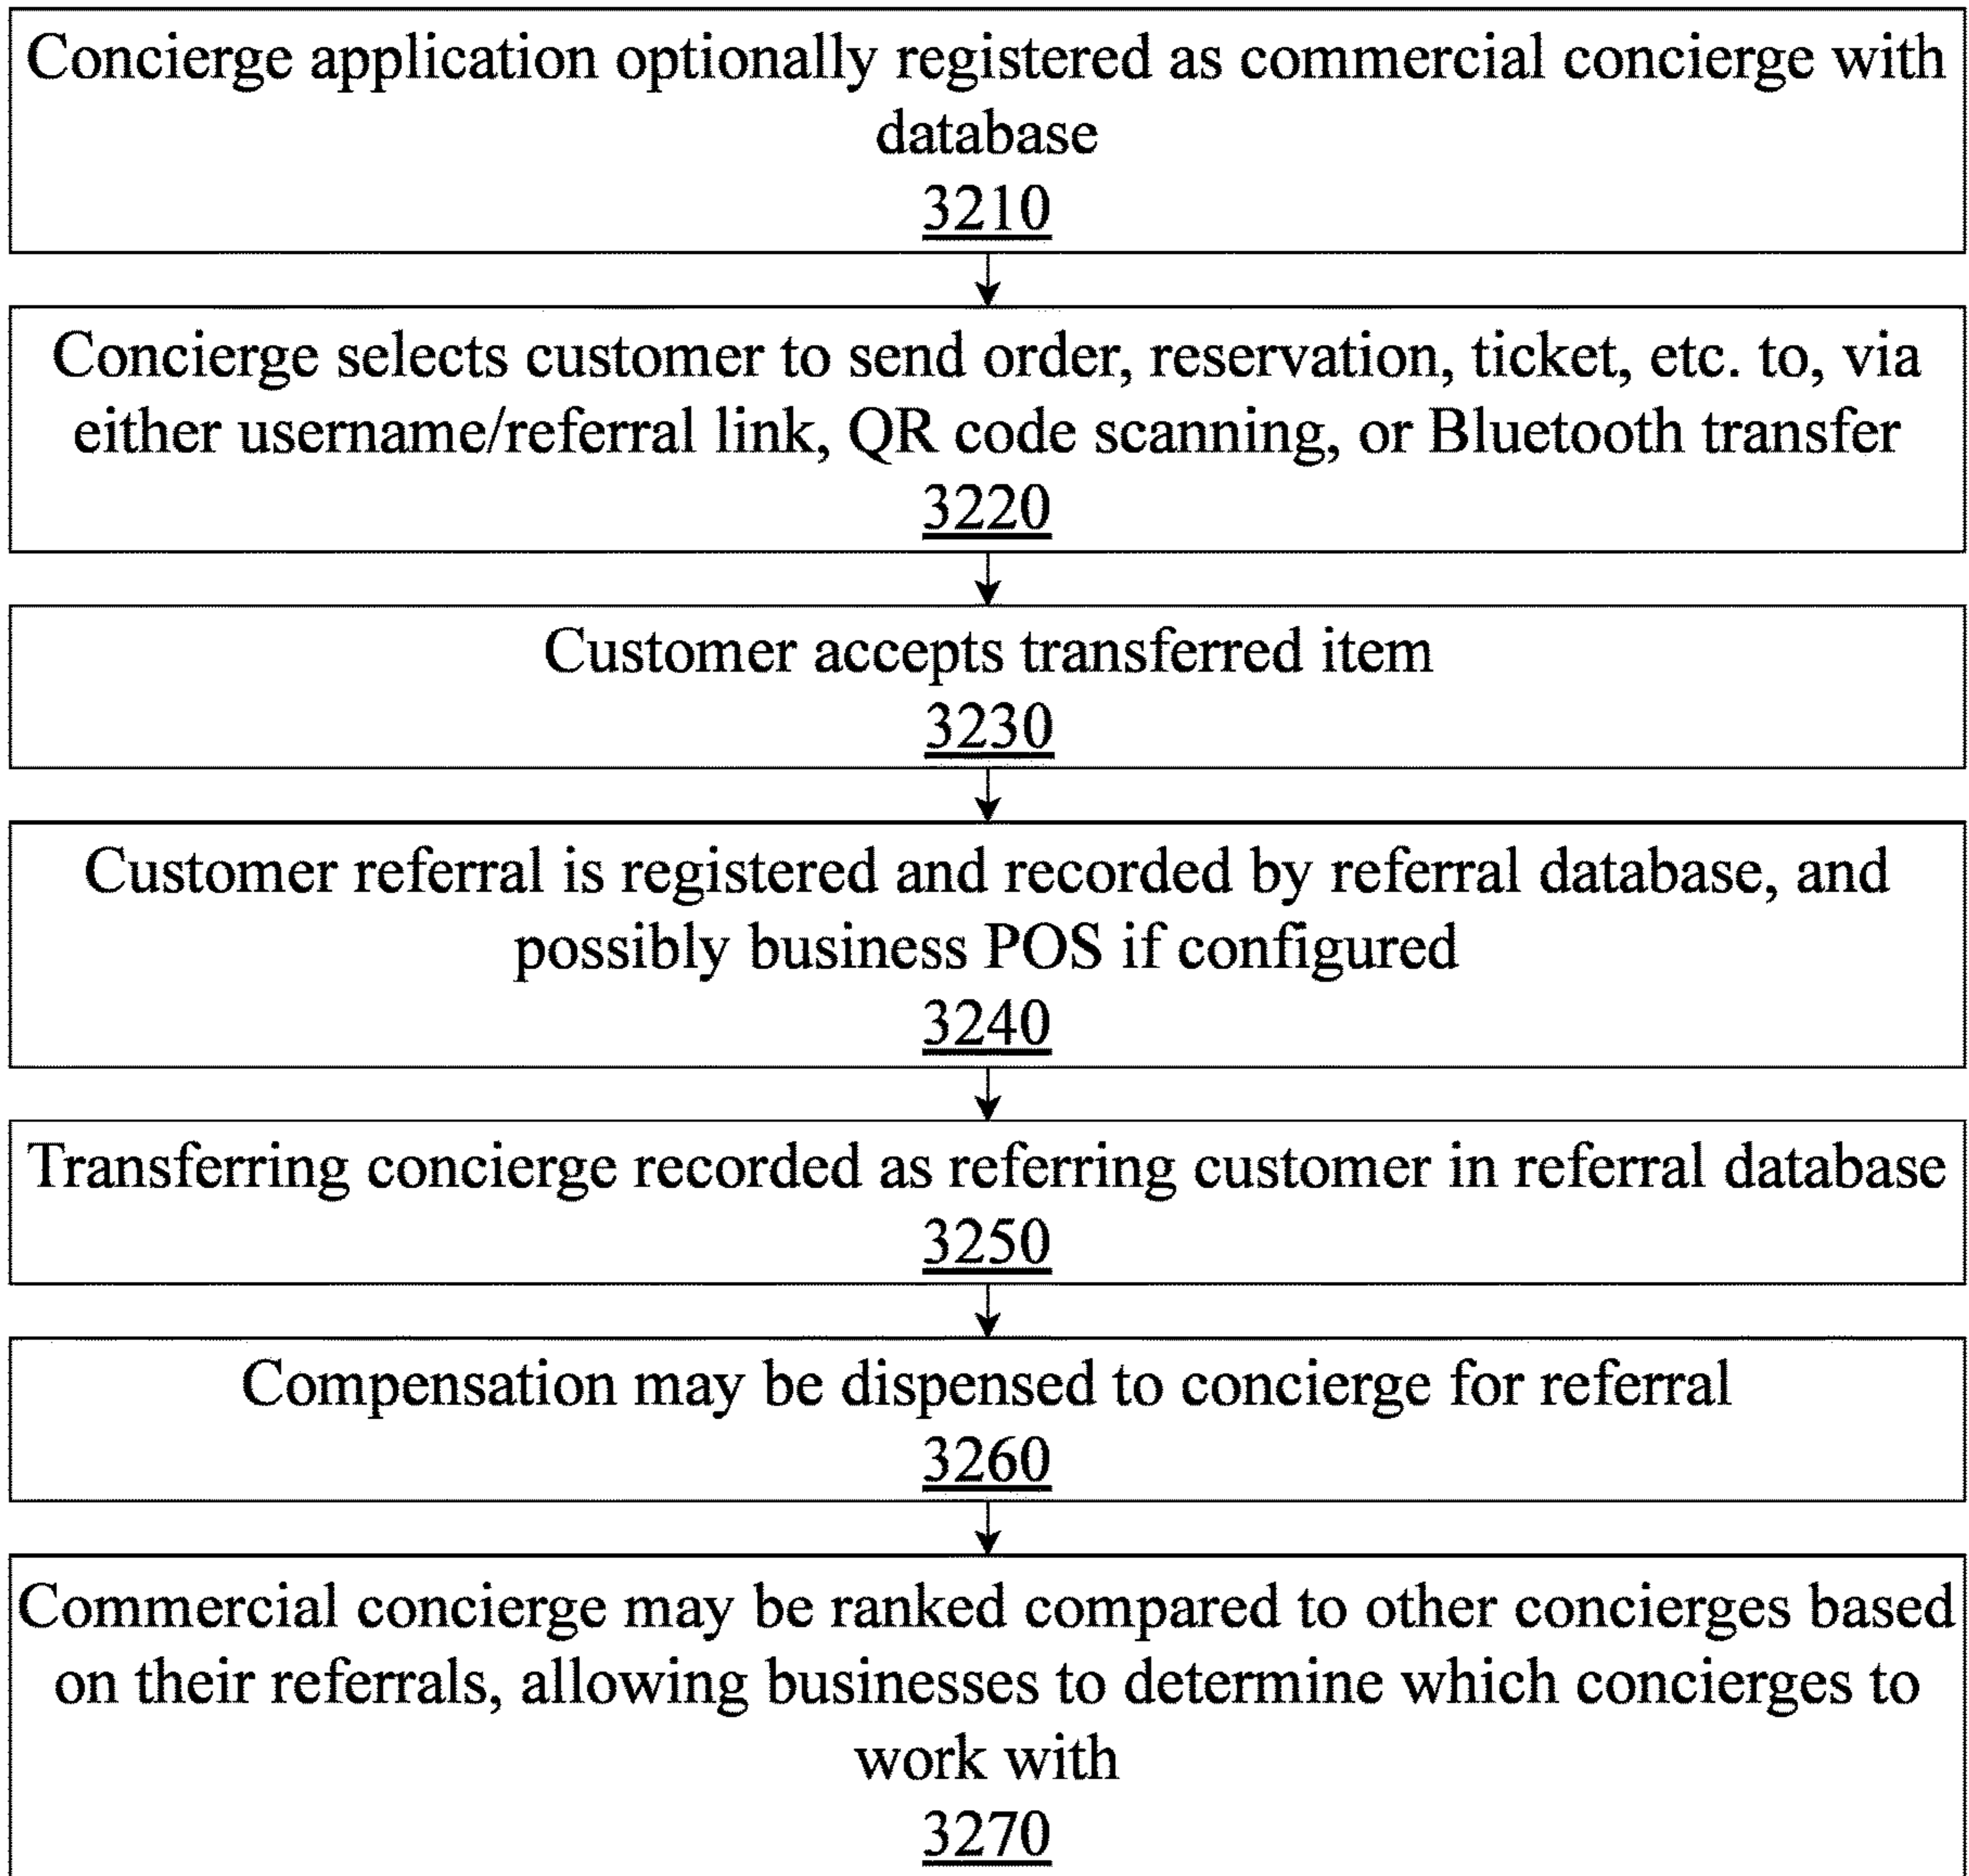 Concierge application optionally registered as commercial concierge with
database
3210
Concierge selects customer to send order, reservation, ticket, etc. to, via
either username/referral link, QR code scanning, or Bluetooth transfer
3220
Customer accepts transferred item
3230
Customer referral is registered and recorded by referral database, and
possibly business POS if configured
3240
Transferring concierge recorded as referring customer in referral database
3250
Compensation may be dispensed to concierge for referral
3260
Commercial concierge may be ranked compared to other concierges based
on their referrals, allowing businesses to determine which concierges to
work with
3270